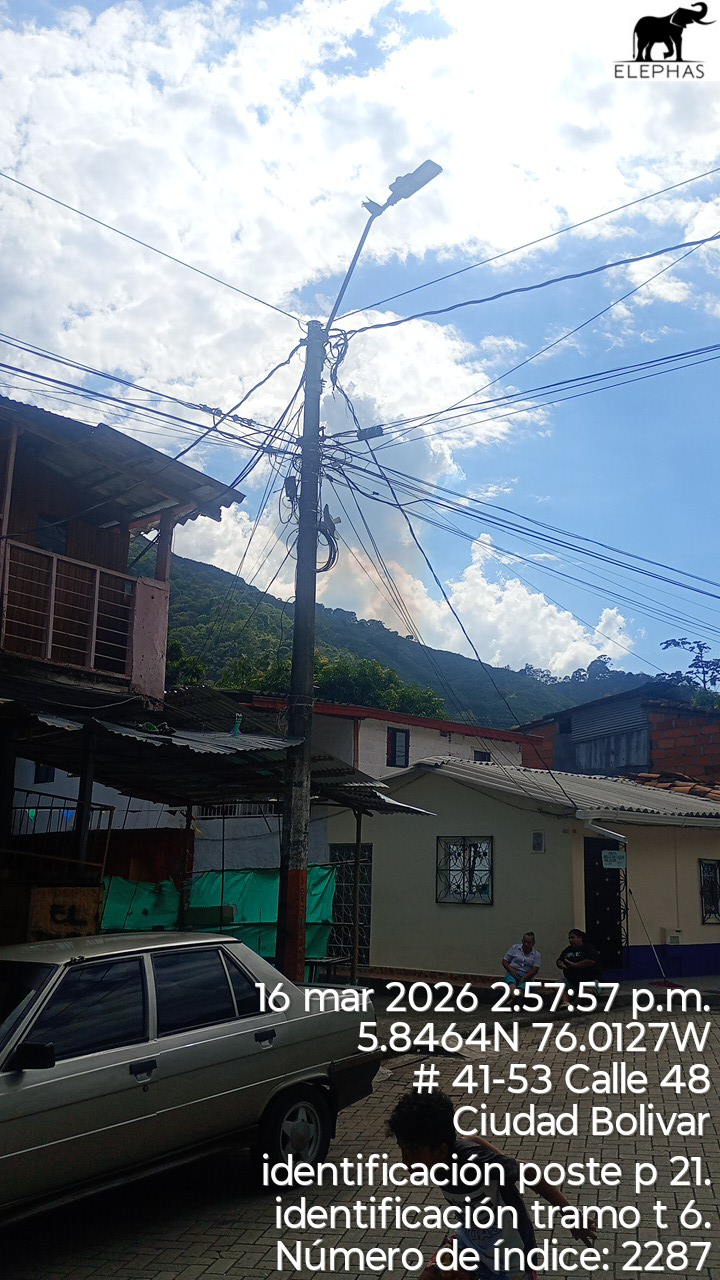 ELEPHAS
EL
16 mar 2026 2:57:57 p.m.
5.8464N 76.0127W
# 41-53 Calle 48
Ciudad Bolivar
identificación poste p 21.
identificación tramo t 6.
Número de índice: 2287